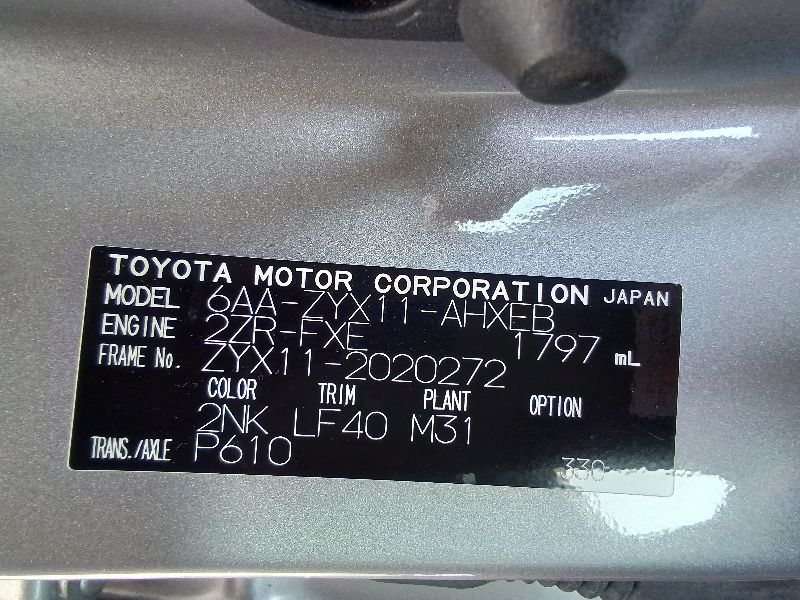 TOYOTA MOTOR CORPORATION JAPAN
MODEL 6AA-ZYX11-AHXEB
ENGINE 2ZR-FXE 1797 mL
FRAME No. ZYX11-2020272
COLOR TRIM PLANT OPTION
2NK LF40 M31
TRANS./AXLE P610 330